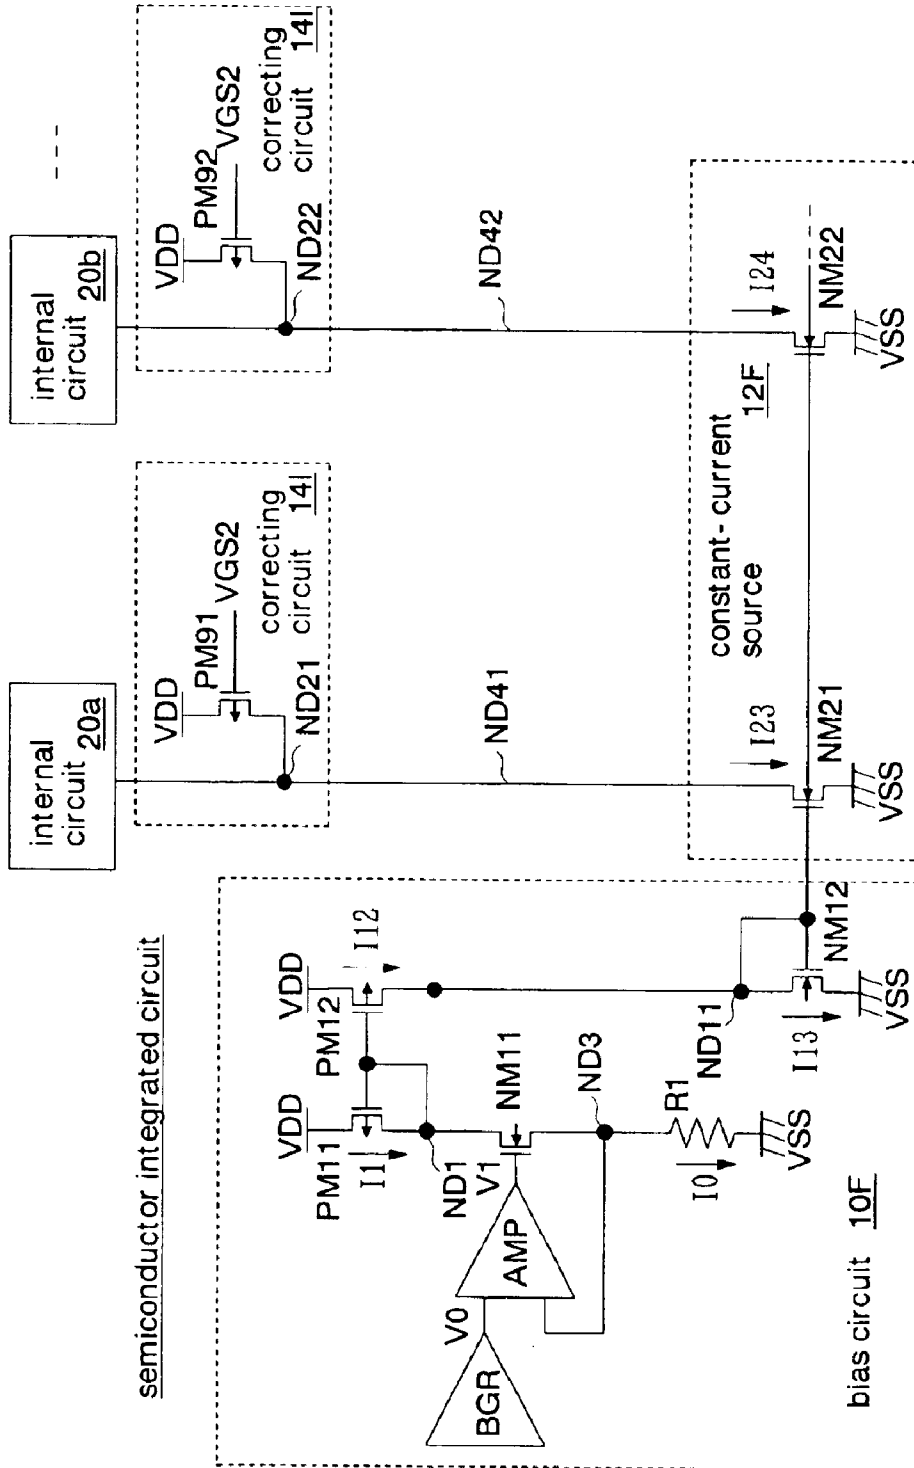 semiconductor integrated circuit
internal
circuit 20a
internal
circuit 20b
VDD
PM91
VGS2
ND21
correcting
circuit 14I
VDD
PM92
VGS2
ND22
correcting
circuit 14I
ND41
ND42
VDD
PM11
I1
ND1
VDD
PM12
I12
BGR
V0
AMP
V1
NM11
ND3
R1
I0
VSS
ND11
I13
NM12
VSS
bias circuit 10F
constant-current
source 12F
I23
NM21
VSS
I24
NM22
VSS